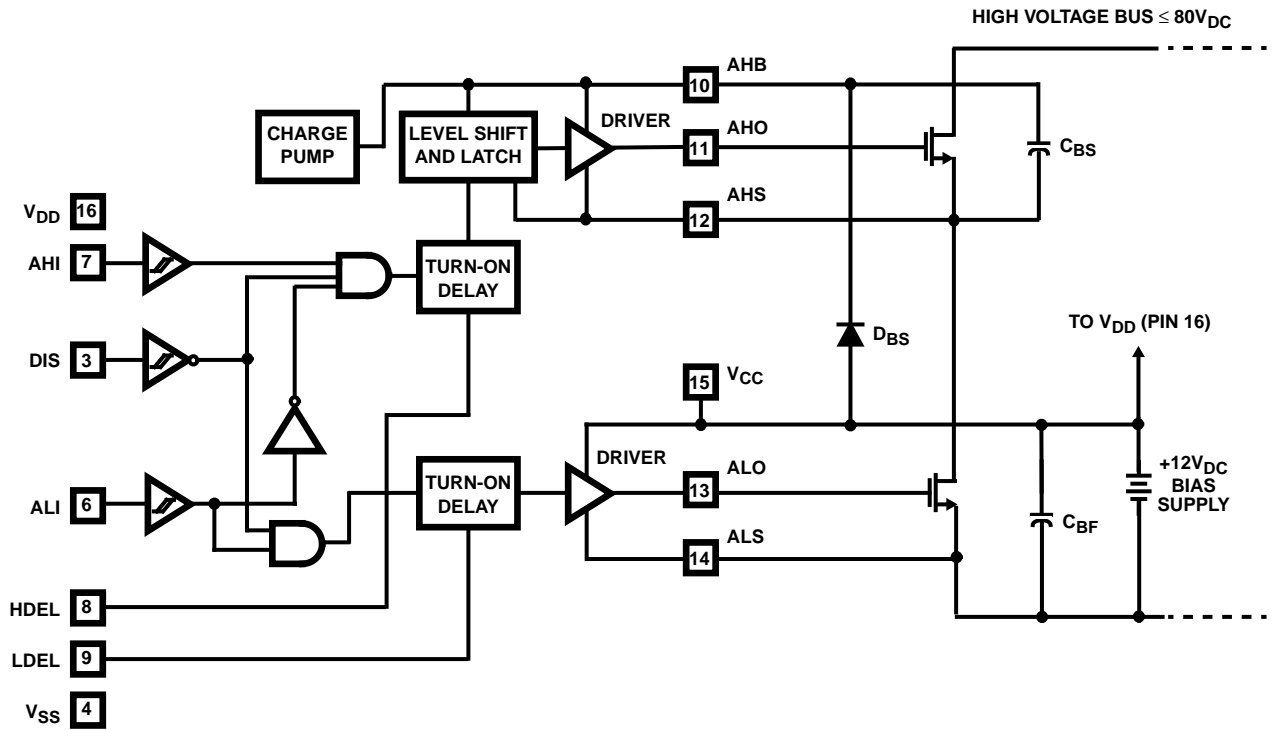 HIGH VOLTAGE BUS ≤ 80VDC
AHB
10
CHARGE
PUMP
LEVEL SHIFT
AND LATCH
DRIVER
AHO
11
CBS
AHS
12
VDD 16
AHI 7
TURN-ON
DELAY
DIS 3
DBS
TO VDD (PIN 16)
15
VCC
ALI 6
TURN-ON
DELAY
DRIVER
ALO
13
+12VDC
BIAS
SUPPLY
CBF
ALS
14
HDEL 8
LDEL 9
VSS 4